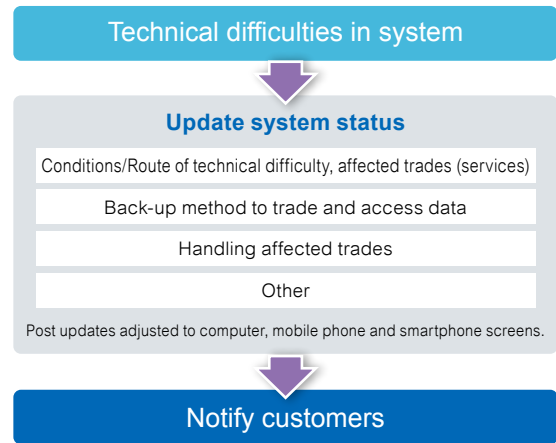 Technical difficulties in system
Update system status
Conditions/Route of technical difficulty, affected trades (services)
Back-up method to trade and access data
Handling affected trades
Other
Post updates adjusted to computer, mobile phone and smartphone screens.
Notify customers